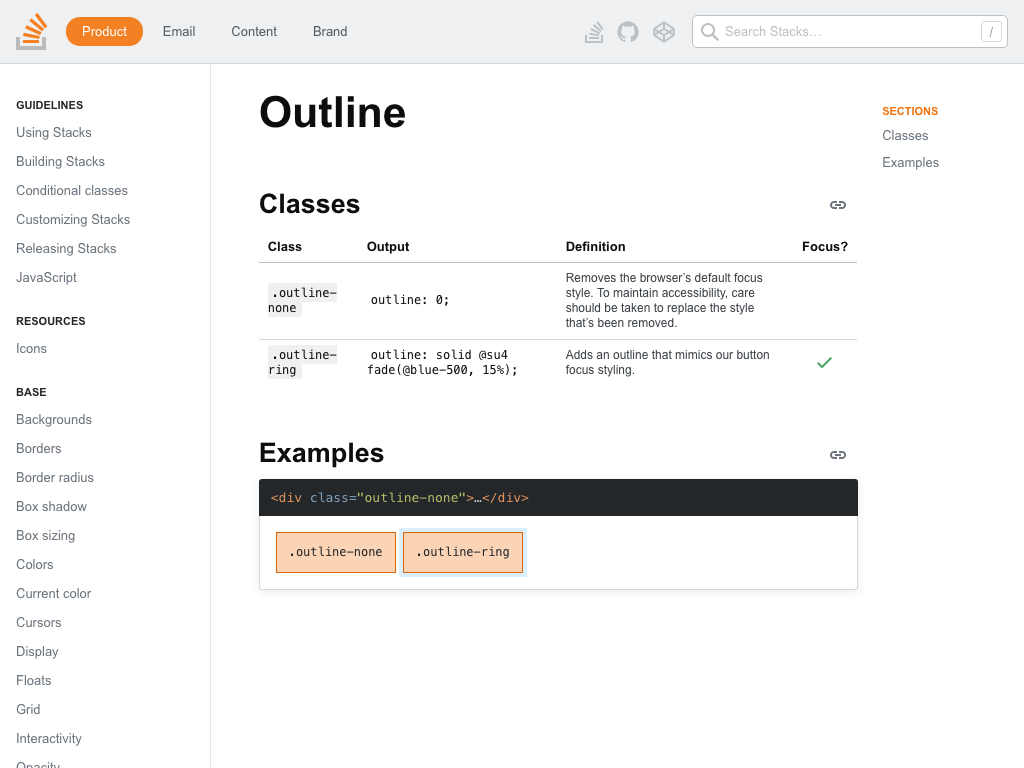 Product
Email
Content
Brand
Search Stacks…
/
GUIDELINES
Using Stacks
Building Stacks
Conditional classes
Customizing Stacks
Releasing Stacks
JavaScript
RESOURCES
Icons
BASE
Backgrounds
Borders
Border radius
Box shadow
Box sizing
Colors
Current color
Cursors
Display
Floats
Grid
Interactivity
Opacity
Outline
Classes
Class Output Definition Focus?
.outline-
none
outline: 0;
Removes the browser’s default focus
style. To maintain accessibility, care
should be taken to replace the style
that’s been removed.
.outline-
ring
outline: solid @su4
fade(@blue-500, 15%);
Adds an outline that mimics our button
focus styling.
Examples
<div class="outline-none">…</div>
.outline-none
.outline-ring
SECTIONS
Classes
Examples